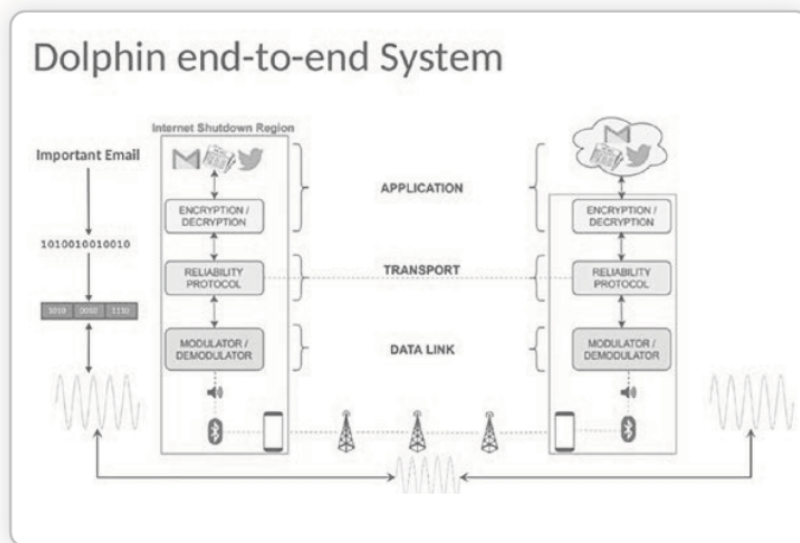 Dolphin end-to-end System
Internet Shutdown Region
Important Email
APPLICATION
ENCRYPTION /
DECRYPTION
ENCRYPTION /
DECRYPTION
1010010010010
RELIABILITY
PROTOCOL
TRANSPORT
RELIABILITY
PROTOCOL
1010
1110
MODULATOR /
DEMODULATOR
DATA LINK
MODULATOR /
DEMODULATOR